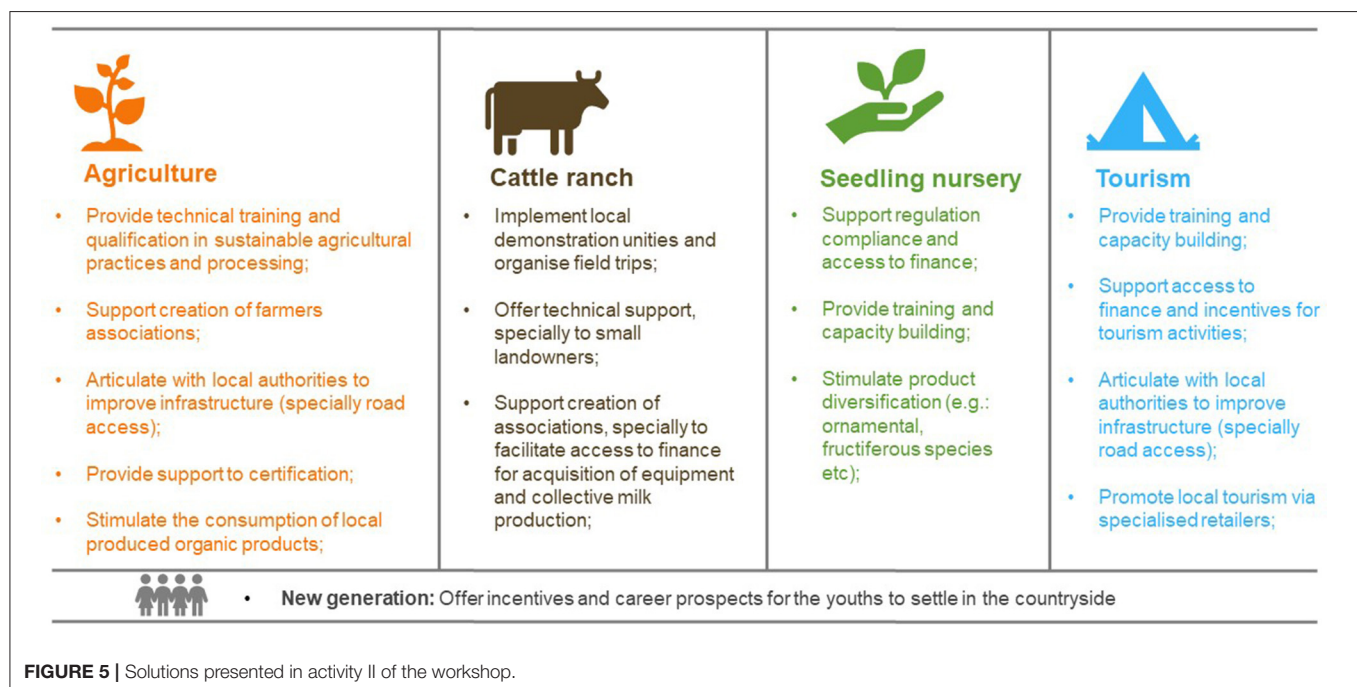 Agriculture
• Provide technical training and
qualification in sustainable agricultural
practices and processing;
• Support creation of farmers
associations;
• Articulate with local authorities to
improve infrastructure (specially road
access);
• Provide support to certification;
• Stimulate the consumption of local
produced organic products;
Cattle ranch
• Implement local
demonstration unities and
organise field trips;
• Offer technical support,
specially to small
landowners;
• Support creation of
associations, specially to
facilitate access to finance
for acquisition of equipment
and collective milk
production;
Seedling nursery
• Support regulation
compliance and
access to finance;
• Provide training and
capacity building;
• Stimulate product
diversification (e.g.:
ornamental,
fructiferous species
etc);
Tourism
• Provide training and
capacity building;
• Support access to
finance and incentives for
tourism activities;
• Articulate with local
authorities to improve
infrastructure (specially
road access);
• Promote local tourism via
specialised retailers;
• New generation: Offer incentives and career prospects for the youths to settle in the countryside
FIGURE 5 | Solutions presented in activity II of the workshop.